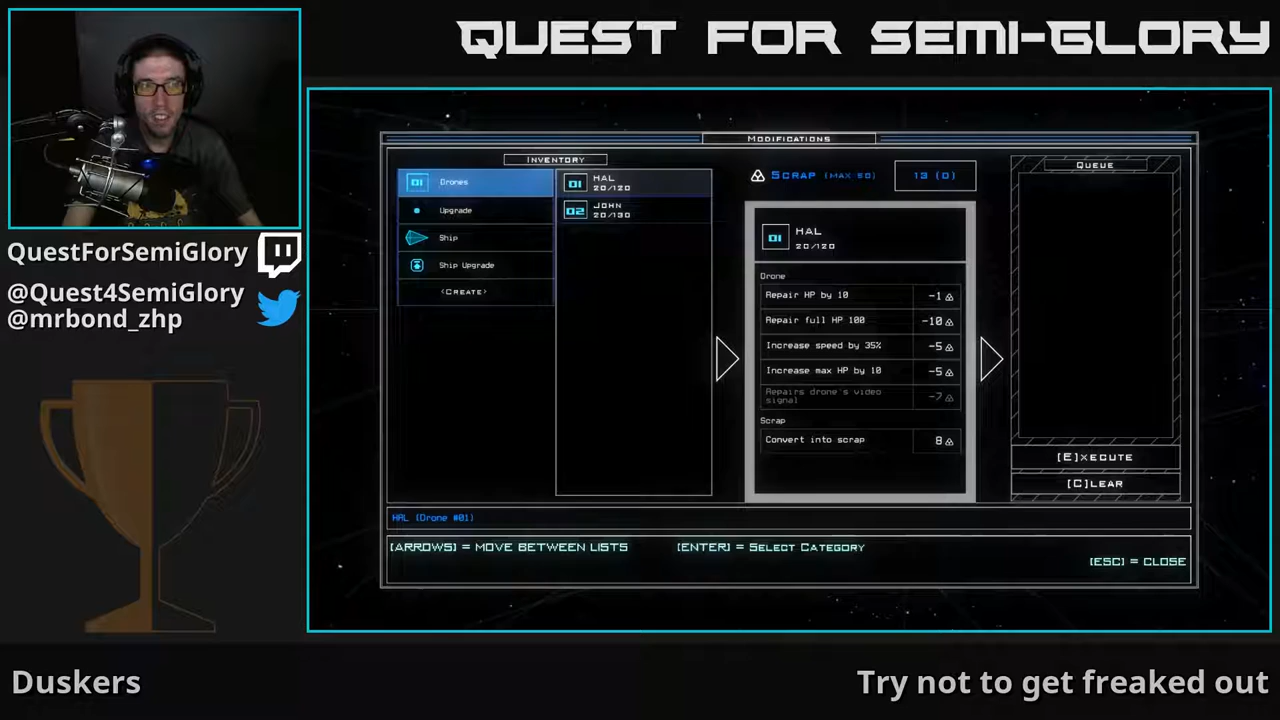 QUEST FOR SEMI-GLORY
QuestForSemiGlory
@Quest4SemiGlory
@mrbond_zhp
Modifications
Inventory
01 Drones
Upgrade
Ship
Ship Upgrade
<Create>
01 HAL
20/120
02 JOHN
20/130
Scrap (max 50) 13 (0)
01 HAL
20/120
Drone
Repair HP by 10 -1
Repair full HP 100 -10
Increase speed by 35% -5
Increase max HP by 10 -5
Repairs drone's video signal -7
Scrap
Convert into scrap 8
Queue
[E]xecute
[C]lear
HAL (Drone #01)
[ARROWS] = MOVE BETWEEN LISTS [ENTER] = Select Category
[ESC] = CLOSE
Duskers
Try not to get freaked out